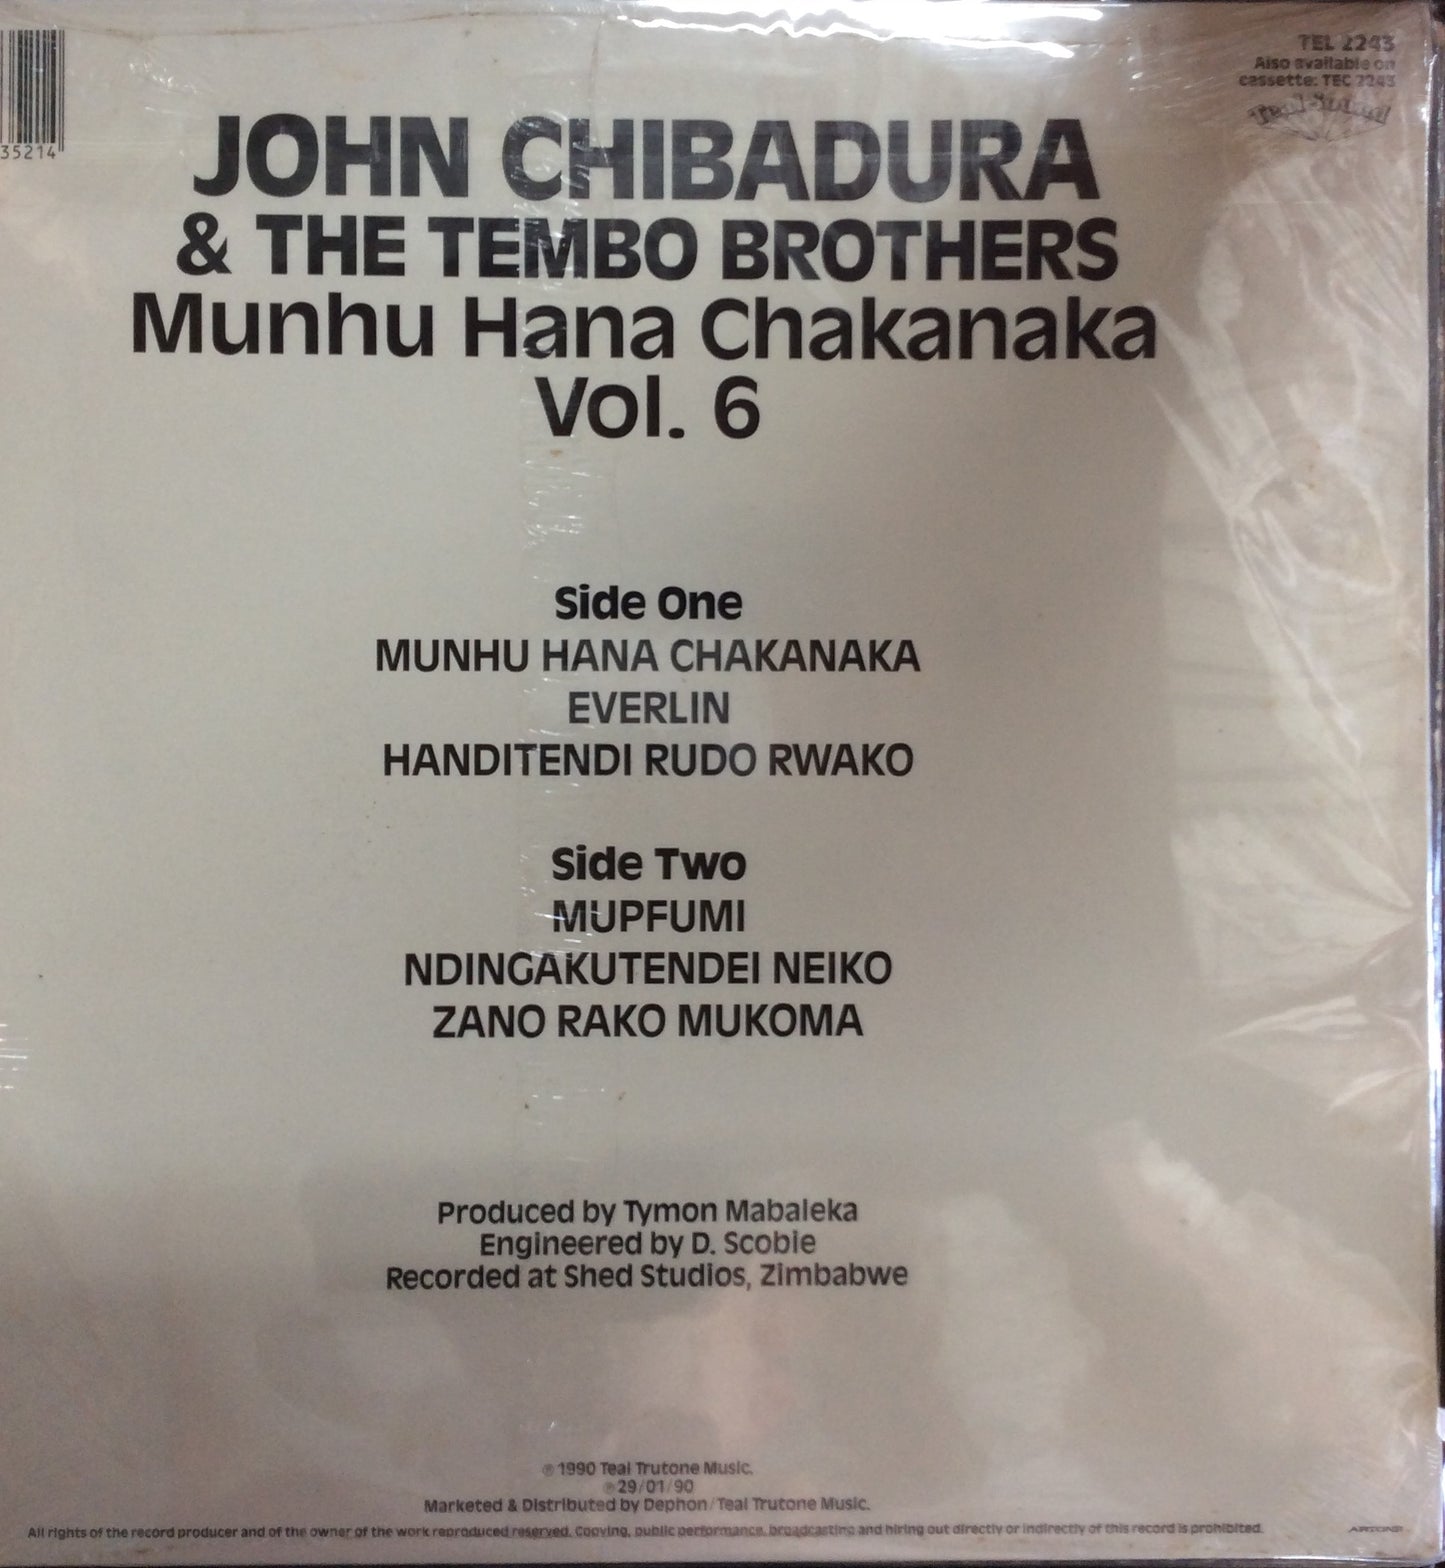 35214
TEL 2243
Also available on
cassette: TEC 2243
JOHN CHIBADURA
& THE TEMBO BROTHERS
Munhu Hana Chakanaka
Vol. 6
Side One
MUNHU HANA CHAKANAKA
EVERLIN
HANDITENDI RUDO RWAKO
Side Two
MUPFUMI
NDINGAKUTENDEI NEIKO
ZANO RAKO MUKOMA
Produced by Tymon Mabaleka
Engineered by D. Scobie
Recorded at Shed Studios, Zimbabwe
℗ 1990 Teal Trutone Music.
℗ 29/01/90
Marketed & Distributed by Dephon/Teal Trutone Music.
All rights of the record producer and of the owner of the work reproduced reserved. Copying, public performance, broadcasting and hiring out directly or indirectly of this record is prohibited.